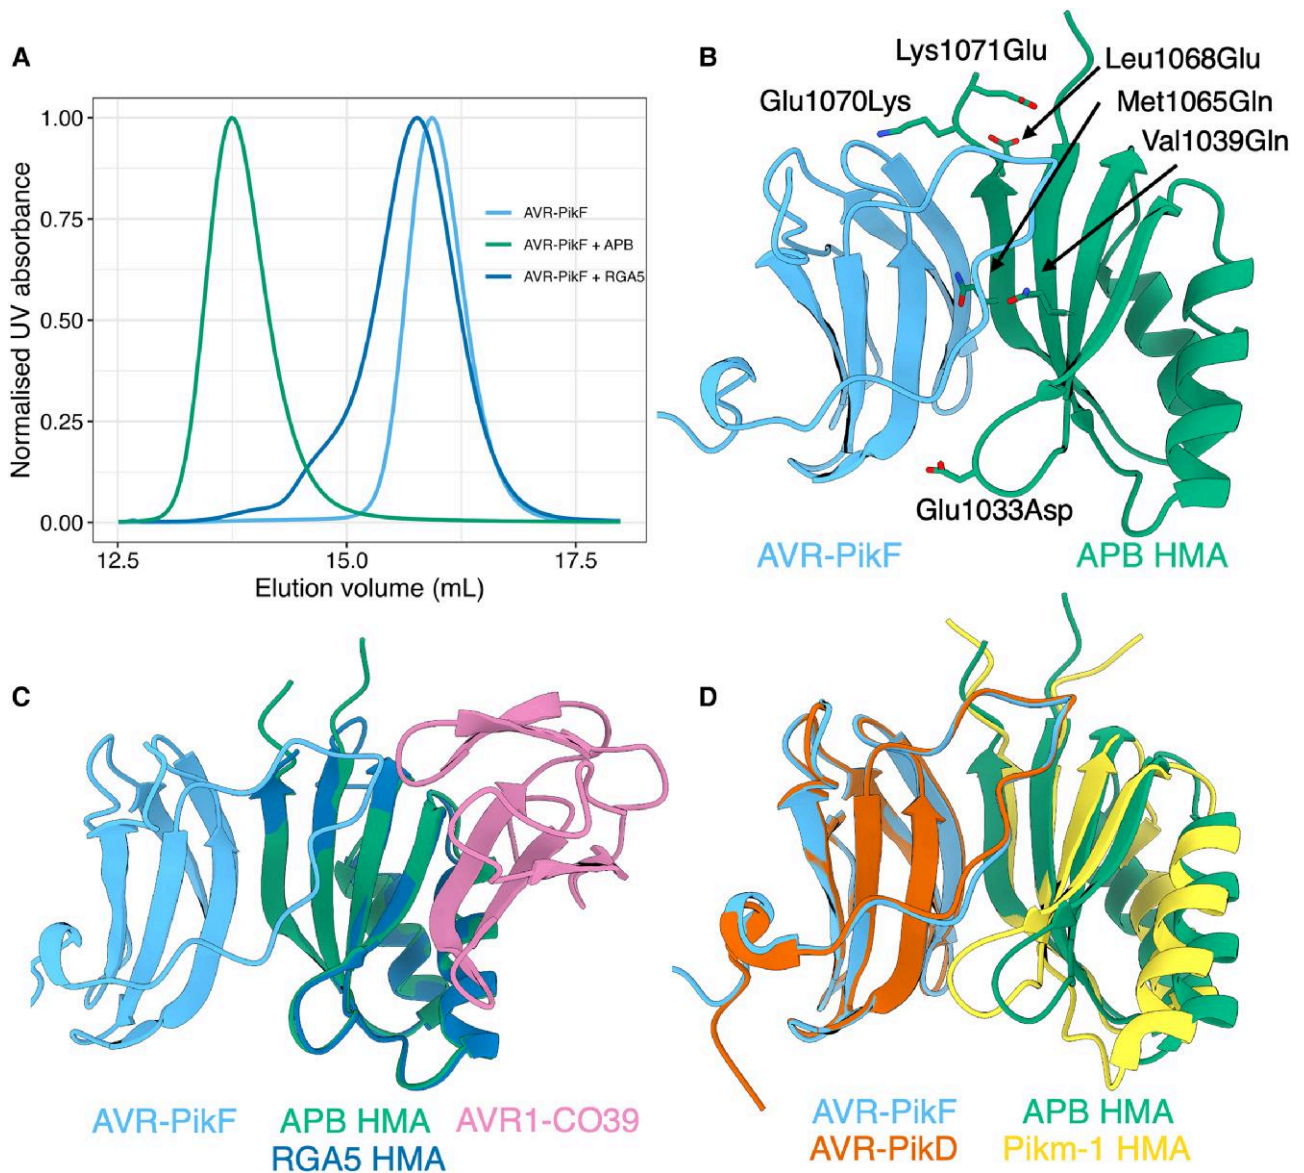 A
Normalised UV absorbance
1.00
0.75
0.50
0.25
0.00
12.5
15.0
17.5
Elution volume (mL)
AVR-PikF
AVR-PikF + APB
AVR-PikF + RGA5
B
Lys1071Glu
Leu1068Glu
Glu1070Lys
Met1065Gln
Val1039Gln
Glu1033Asp
AVR-PikF
APB HMA
C
AVR-PikF
APB HMA
AVR1-CO39
RGA5 HMA
D
AVR-PikF
APB HMA
AVR-PikD
Pikm-1 HMA